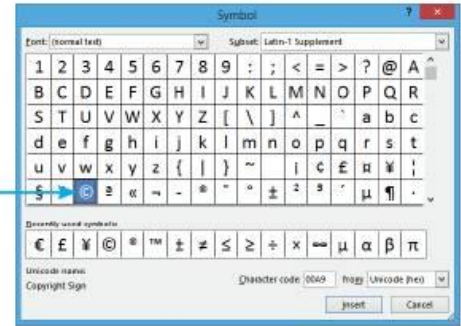 Symbol ?
Font: (normal text) Subset: Latin-1 Supplement
1 2 3 4 5 6 7 8 9 : ; < = > ? @ A
B C D E F G H I J K L M N O P Q R
S T U V W X Y Z [ \ ] ^ _ ` a b c
d e f g h i j k l m n o p q r s t
u v w x y z { | } ~ ¡ ¢ £ ¤ ¥ ¦
§ © ª « ¬ - ® ¯ ° ± ² ³ ´ µ ¶ ·
Recently used symbols:
€ £ ¥ © ® ™ ± ≠ ≤ ≥ ÷ × ∞ µ α β π
Unicode name:
Copyright Sign Character code: 00A9 from: Unicode (hex)
Insert Cancel